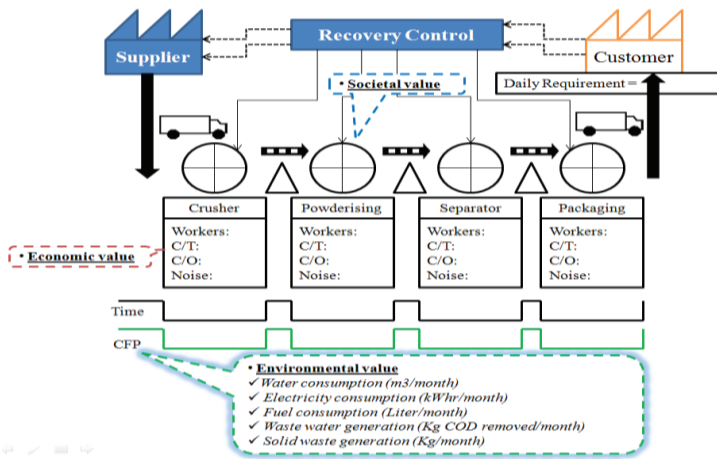 Supplier
Recovery Control
Customer
• Societal value
Daily Requirement =
Crusher
Powderising
Separator
Packaging
Workers:
C/T:
C/O:
Noise:
Workers:
C/T:
C/O:
Noise:
Workers:
C/T:
C/O:
Noise:
Workers:
C/T:
C/O:
Noise:
• Economic value
Time
CFP
• Environmental value
✓ Water consumption (m3/month)
✓ Electricity consumption (kWhr/month)
✓ Fuel consumption (Liter/month)
✓ Waste water generation (Kg COD removed/month)
✓ Solid waste generation (Kg/month)